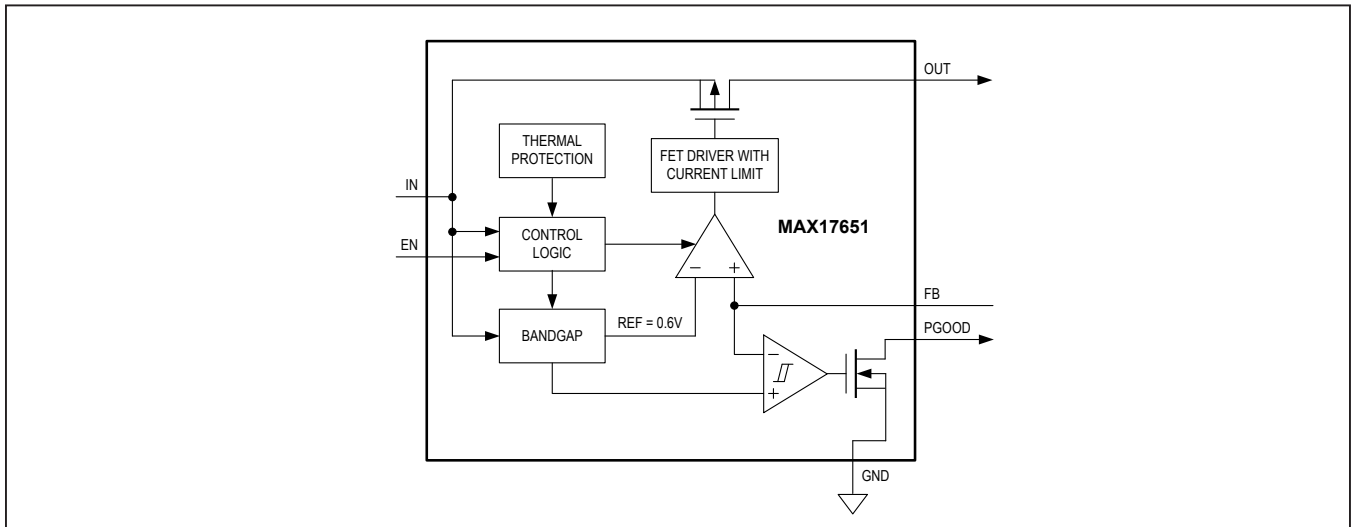 OUT
THERMAL
PROTECTION
FET DRIVER WITH
CURRENT LIMIT
IN
MAX17651
EN
CONTROL
LOGIC
− +
FB
BANDGAP
REF = 0.6V
PGOOD
−
+
GND